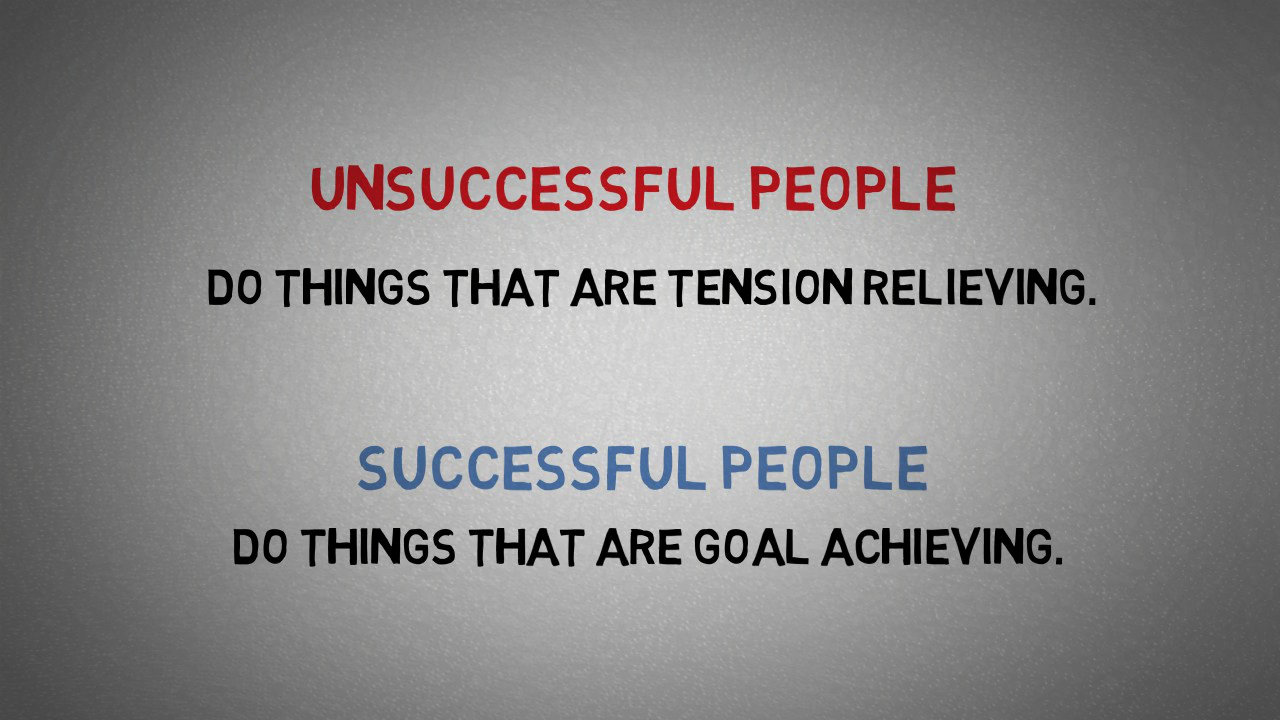 UNSUCCESSFUL PEOPLE
DO THINGS THAT ARE TENSION RELIEVING.
SUCCESSFUL PEOPLE
DO THINGS THAT ARE GOAL ACHIEVING.